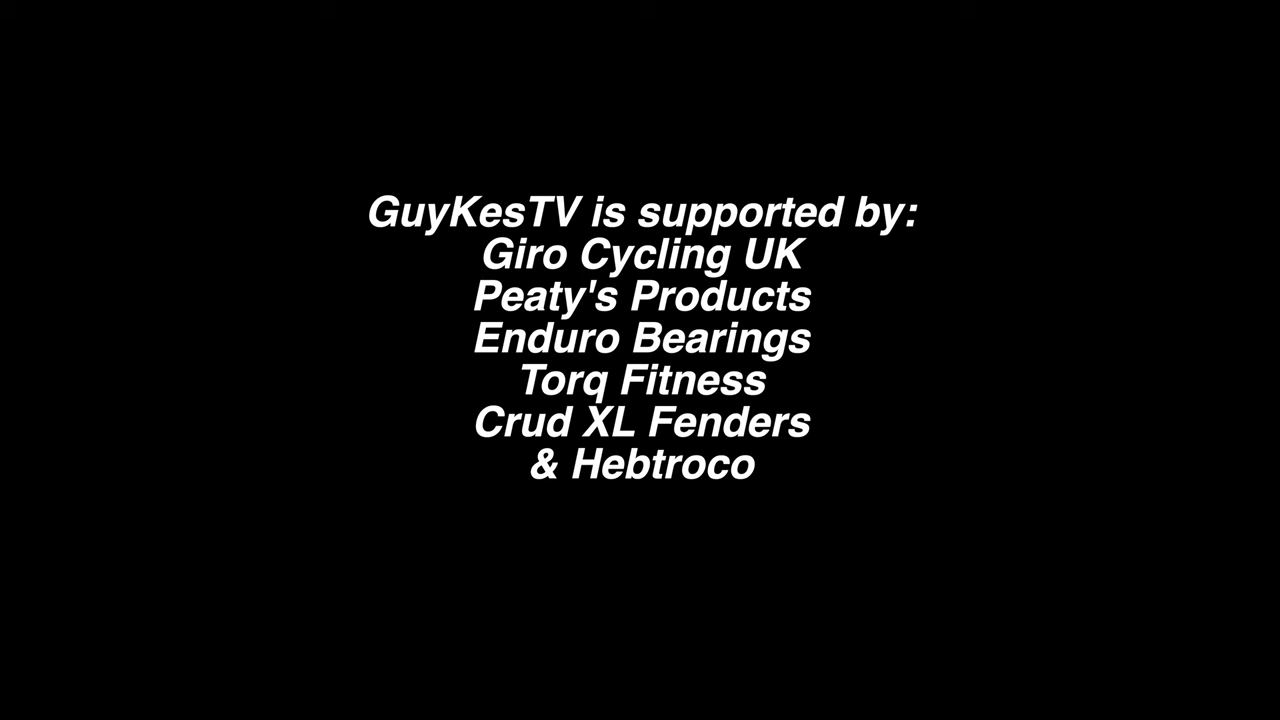 GuyKesTV is supported by:
Giro Cycling UK
Peaty's Products
Enduro Bearings
Torq Fitness
Crud XL Fenders
& Hebtroco